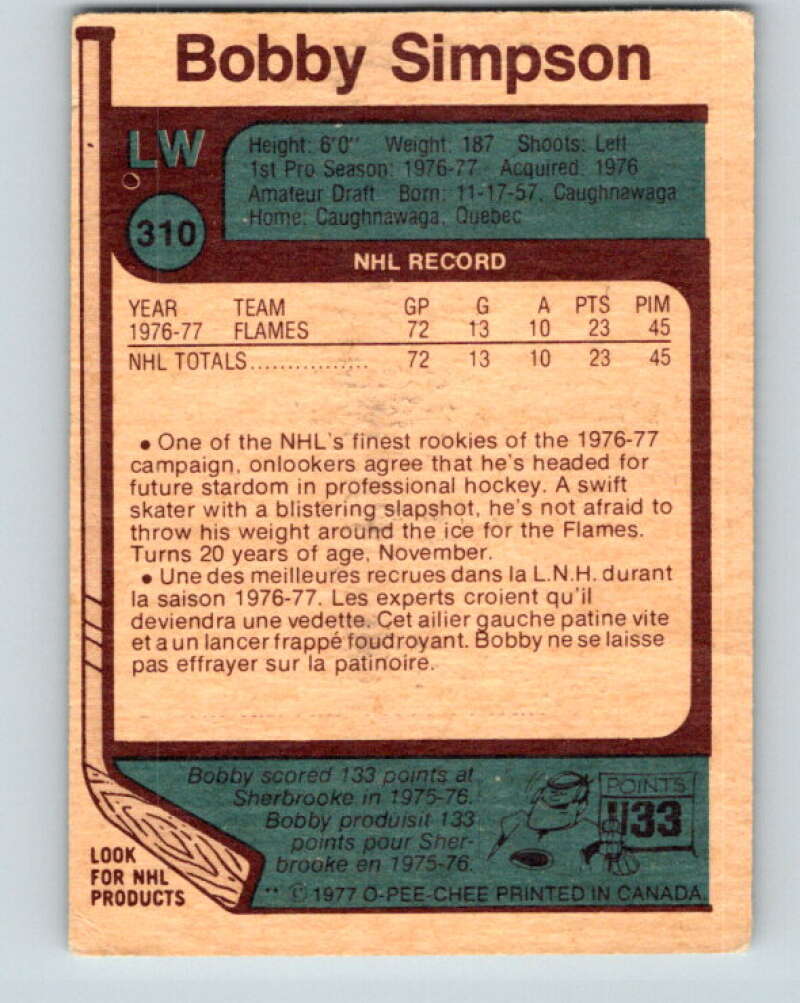 Bobby Simpson
LW
Height: 6'0" Weight: 187 Shoots: Left
1st Pro Season: 1976-77 Acquired: 1976
Amateur Draft Born: 11-17-57, Caughnawaga
Home: Caughnawaga, Quebec
310
NHL RECORD
YEAR TEAM GP G A PTS PIM
1976-77 FLAMES 72 13 10 23 45
NHL TOTALS................ 72 13 10 23 45
• One of the NHL's finest rookies of the 1976-77
campaign, onlookers agree that he's headed for
future stardom in professional hockey. A swift
skater with a blistering slapshot, he's not afraid to
throw his weight around the ice for the Flames.
Turns 20 years of age, November.
• Une des meilleures recrues dans la L.N.H. durant
la saison 1976-77. Les experts croient qu'il
deviendra une vedette. Cet ailier gauche patine vite
et a un lancer frappé foudroyant. Bobby ne se laisse
pas effrayer sur la patinoire.
Bobby scored 133 points at
Sherbrooke in 1975-76.
Bobby produisit 133
points pour Sher-
brooke en 1975-76.
POINTS
133
LOOK
FOR NHL
PRODUCTS
** © 1977 O-PEE-CHEE PRINTED IN CANADA